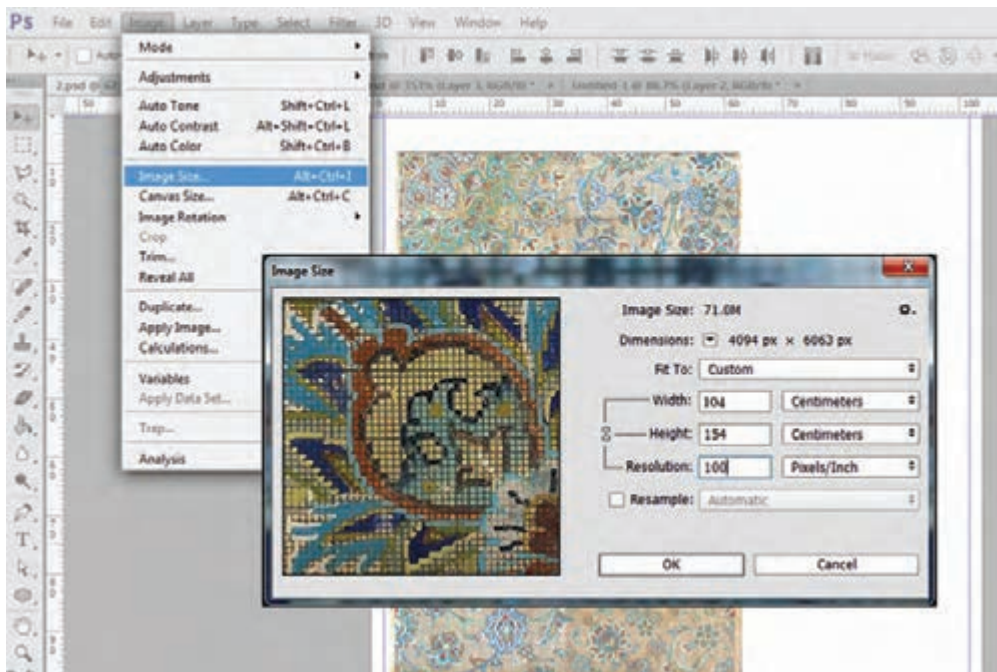 Ps File Edit Image Layer Type Select Filter 3D View Window Help
Mode
Adjustments
Auto Tone Shift+Ctrl+L
Auto Contrast Alt+Shift+Ctrl+L
Auto Color Shift+Ctrl+B
Image Size... Alt+Ctrl+I
Canvas Size... Alt+Ctrl+C
Image Rotation
Crop
Trim...
Reveal All
Duplicate...
Apply Image...
Calculations...
Variables
Apply Data Set...
Trap...
Analysis
Image Size
Image Size: 71.0M
Dimensions: 4094 px × 6063 px
Fit To: Custom
Width: 104 Centimeters
Height: 154 Centimeters
Resolution: 100 Pixels/Inch
Resample: Automatic
OK Cancel